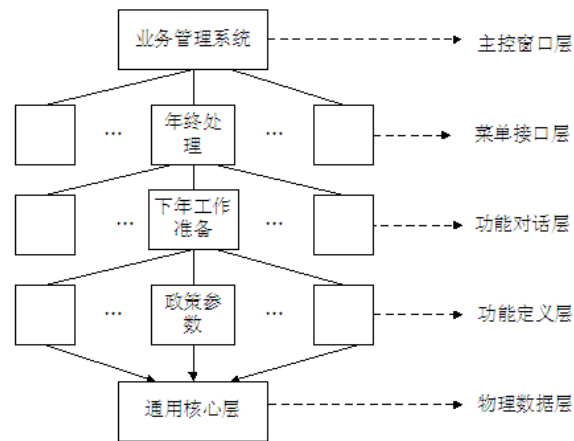 业务管理系统
主控窗口层
… 年终处 …
理
菜单接口层
… 下年工作 …
准备
功能对话层
… 政策参 …
数
功能定义层
通用核心层
物理数据层